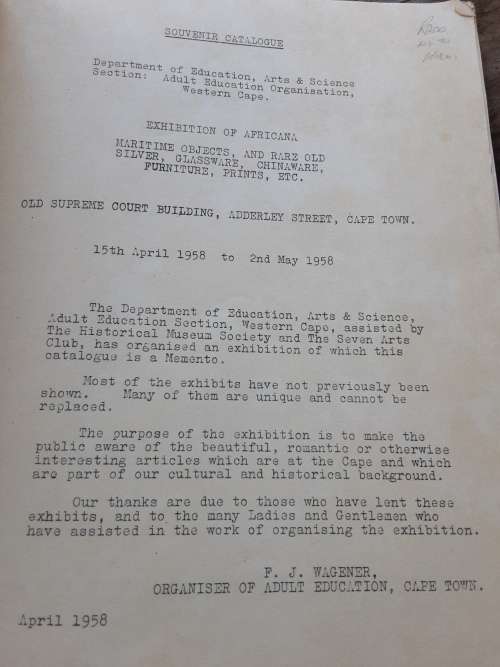 SOUVENIR CATALOGUE
Department of Education, Arts & Science
Section: Adult Education Organisation,
Western Cape.
EXHIBITION OF AFRICANA
MARITIME OBJECTS, AND RARZ OLD
SILVER, GLASSWARE, CHINAWARE,
FURNITURE, PRINTS, ETC.
OLD SUPREME COURT BUILDING, ADDERLEY STREET, CAPE TOWN.
15th April 1958 to 2nd May 1958
The Department of Education, Arts & Science,
Adult Education Section, Western Cape, assisted by
The Historical Museum Society and The Seven Arts
Club, has organised an exhibition of which this
catalogue is a Memento.
Most of the exhibits have not previously been
shown. Many of them are unique and cannot be
replaced.
The purpose of the exhibition is to make the
public aware of the beautiful, romantic or otherwise
interesting articles which are at the Cape and which
are part of our cultural and historical background.
Our thanks are due to those who have lent these
exhibits, and to the many Ladies and Gentlemen who
have assisted in the work of organising the exhibition.
F. J. WAGENER,
ORGANISER OF ADULT EDUCATION, CAPE TOWN.
April 1958